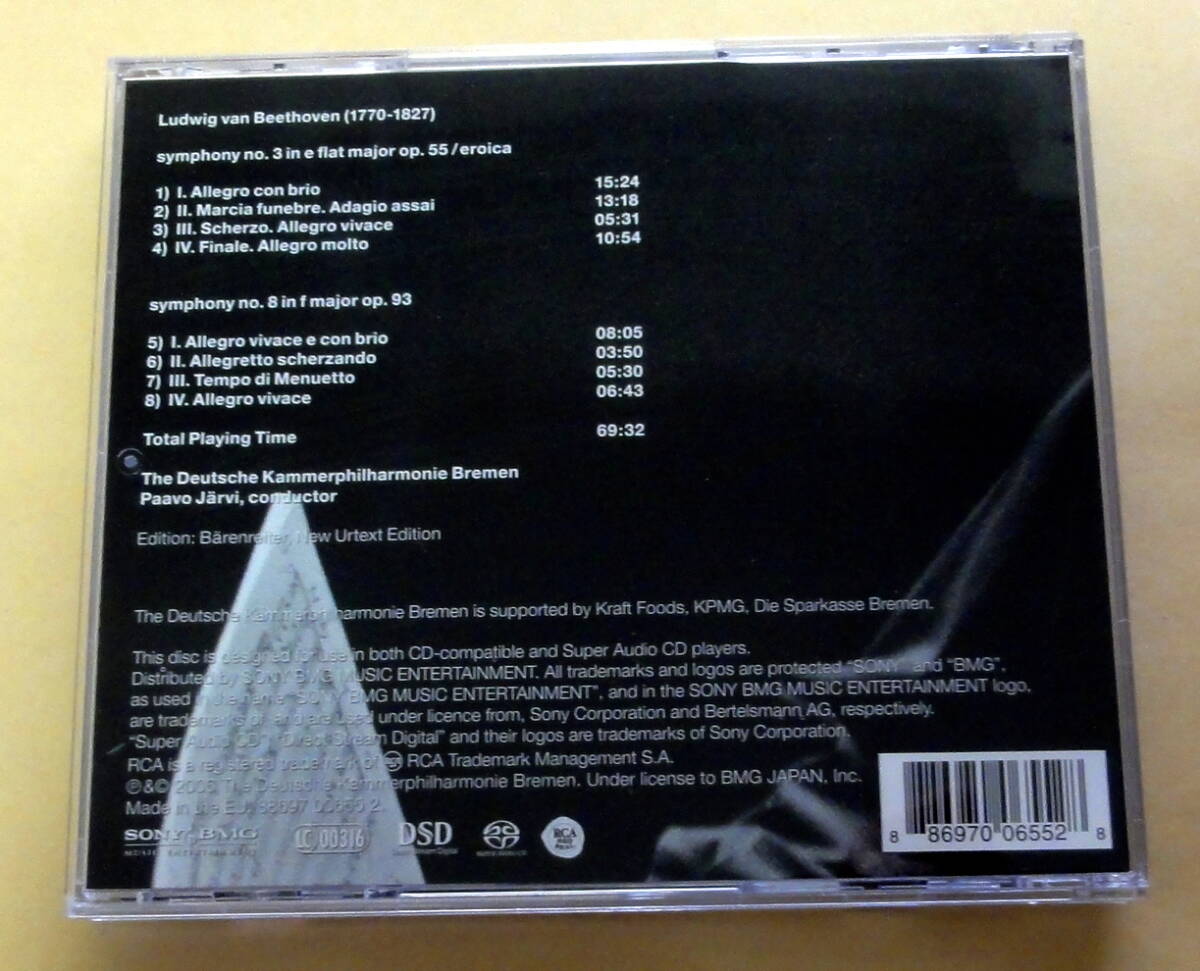 Ludwig van Beethoven (1770-1827)
symphony no. 3 in e flat major op. 55/eroica
1) I. Allegro con brio 15:24
2) II. Marcia funebre. Adagio assai 13:18
3) III. Scherzo. Allegro vivace 05:31
4) IV. Finale. Allegro molto 10:54
symphony no. 8 in f major op. 93
5) I. Allegro vivace e con brio 08:05
6) II. Allegretto scherzando 03:50
7) III. Tempo di Menuetto 05:30
8) IV. Allegro vivace 06:43
Total Playing Time 69:32
The Deutsche Kammerphilharmonie Bremen
Paavo Järvi, conductor
Edition: Bärenreiter, New Urtext Edition
The Deutsche Kammerphilharmonie Bremen is supported by Kraft Foods, KPMG, Die Sparkasse Bremen.
This disc is designed for use in both CD-compatible and Super Audio CD players.
Distributed by SONY BMG MUSIC ENTERTAINMENT. All trademarks and logos are protected "SONY" and "BMG",
as used in the name "SONY BMG MUSIC ENTERTAINMENT", and in the SONY BMG MUSIC ENTERTAINMENT logo,
are trademarks of, and are used under licence from, Sony Corporation and Bertelsmann AG, respectively.
"Super Audio CD", "Direct Stream Digital" and their logos are trademarks of Sony Corporation.
RCA is a registered trademark of RCA Trademark Management S.A.
℗&© 2006 The Deutsche Kammerphilharmonie Bremen. Under license to BMG JAPAN, Inc.
Made in the EU. 88697 00655 2.
SONY BMG
MUSIC ENTERTAINMENT
LC 00316
DSD
RCA
8 86970 06552 8